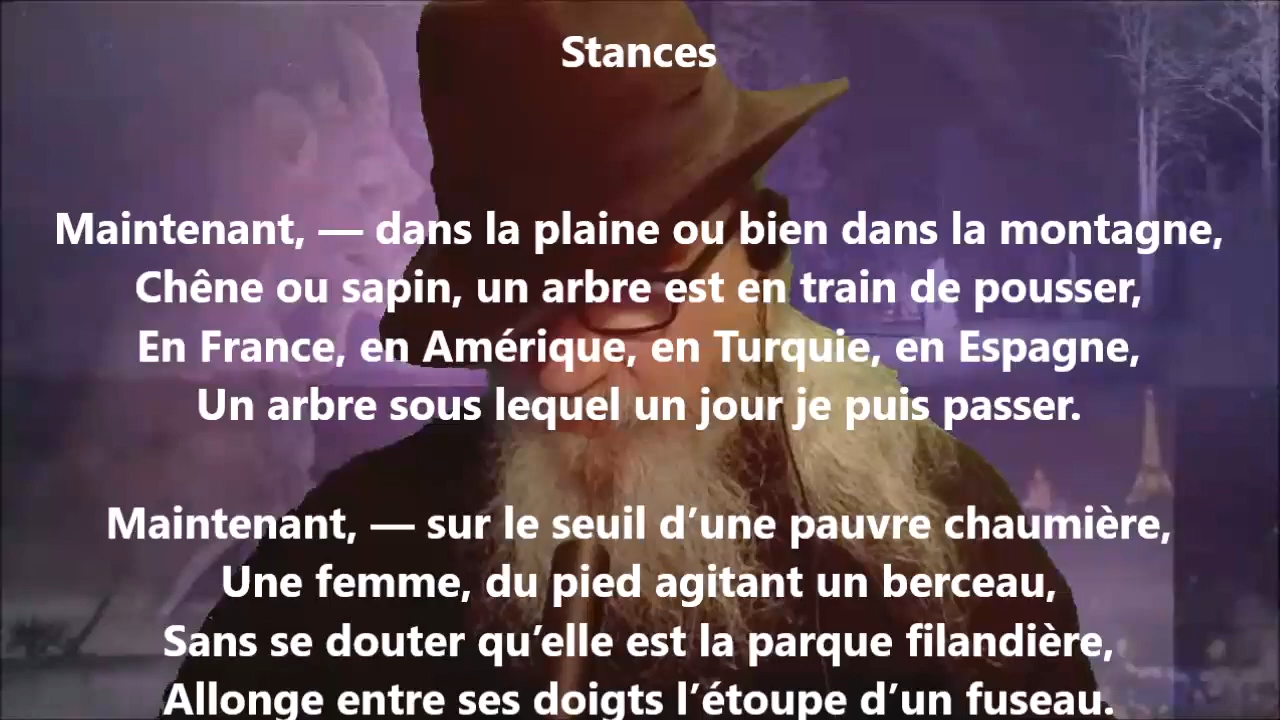 Stances
Maintenant, — dans la plaine ou bien dans la montagne,
Chêne ou sapin, un arbre est en train de pousser,
En France, en Amérique, en Turquie, en Espagne,
Un arbre sous lequel un jour je puis passer.
Maintenant, — sur le seuil d’une pauvre chaumière,
Une femme, du pied agitant un berceau,
Sans se douter qu’elle est la parque filandière,
Allonge entre ses doigts l’étoupe d’un fuseau.